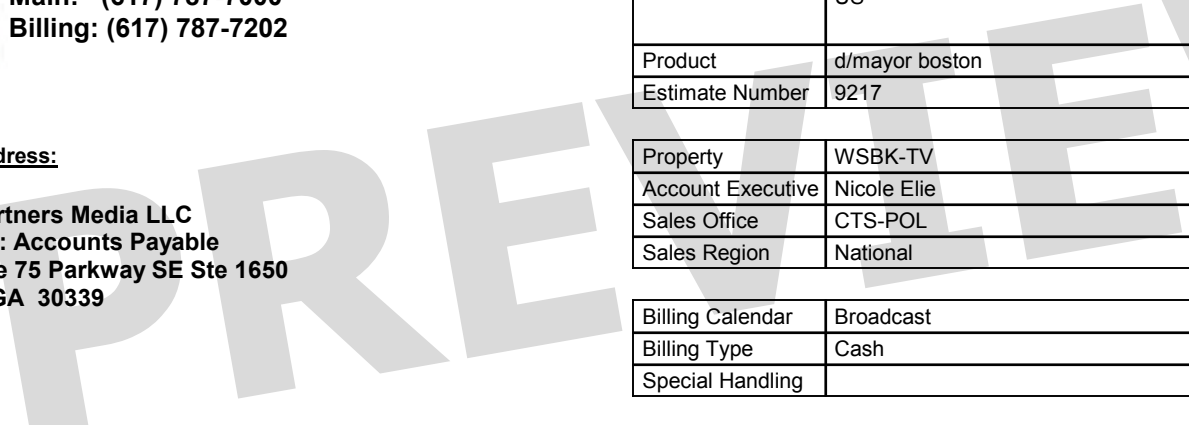 Billing: (617) 787-7202
Product d/mayor boston
Estimate Number 9217
dress:
Property WSBK-TV
Account Executive Nicole Elie
rtners Media LLC
Sales Office CTS-POL
: Accounts Payable
Sales Region National
e 75 Parkway SE Ste 1650
GA 30339
Billing Calendar Broadcast
Billing Type Cash
Special Handling
PREVIE